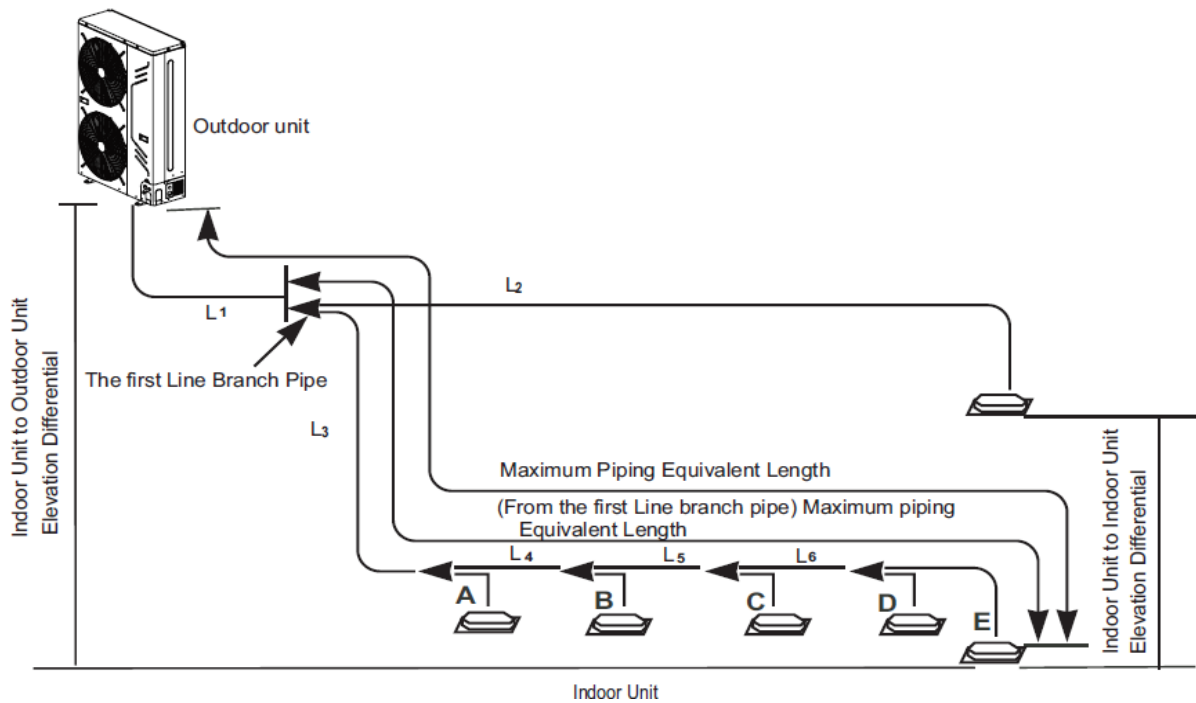 Outdoor unit
L1
L2
The first Line Branch Pipe
Indoor Unit to Outdoor Unit
Elevation Differential
L3
Maximum Piping Equivalent Length
(From the first Line branch pipe) Maximum piping
Equivalent Length
L4
L5
L6
A
B
C
D
E
Indoor Unit to Indoor Unit
Elevation Differential
Indoor Unit